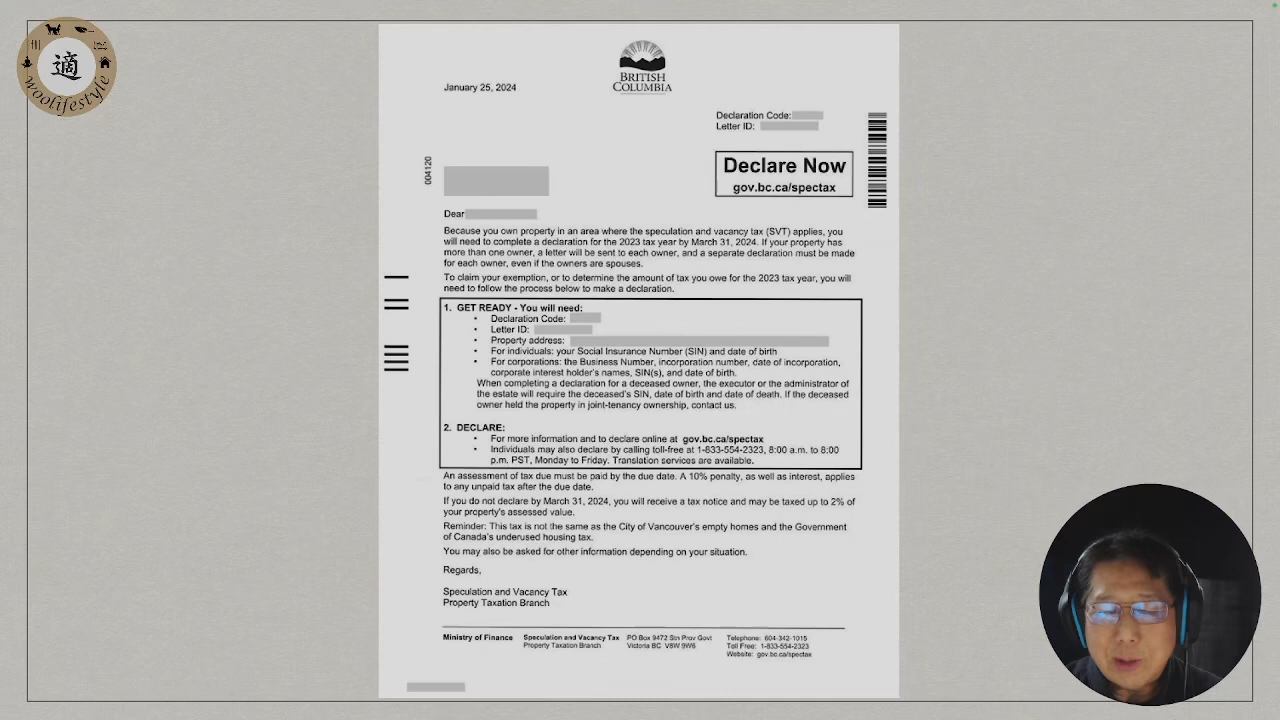 適
woolifestyle
BRITISH
COLUMBIA
January 25, 2024
Declaration Code:
Letter ID:
004120
Declare Now
gov.bc.ca/spectax
Dear
Because you own property in an area where the speculation and vacancy tax (SVT) applies, you
will need to complete a declaration for the 2023 tax year by March 31, 2024. If your property has
more than one owner, a letter will be sent to each owner, and a separate declaration must be made
for each owner, even if the owners are spouses.
To claim your exemption, or to determine the amount of tax you owe for the 2023 tax year, you will
need to follow the process below to make a declaration.
1. GET READY - You will need:
• Declaration Code:
• Letter ID:
• Property address:
• For individuals: your Social Insurance Number (SIN) and date of birth
• For corporations: the Business Number, incorporation number, date of incorporation,
corporate interest holder's names, SIN(s), and date of birth.
When completing a declaration for a deceased owner, the executor or the administrator of
the estate will require the deceased's SIN, date of birth and date of death. If the deceased
owner held the property in joint-tenancy ownership, contact us.
2. DECLARE:
• For more information and to declare online at gov.bc.ca/spectax
• Individuals may also declare by calling toll-free at 1-833-554-2323, 8:00 a.m. to 8:00
p.m. PST, Monday to Friday. Translation services are available.
An assessment of tax due must be paid by the due date. A 10% penalty, as well as interest, applies
to any unpaid tax after the due date.
If you do not declare by March 31, 2024, you will receive a tax notice and may be taxed up to 2% of
your property's assessed value.
Reminder: This tax is not the same as the City of Vancouver's empty homes and the Government
of Canada's underused housing tax.
You may also be asked for other information depending on your situation.
Regards,
Speculation and Vacancy Tax
Property Taxation Branch
Ministry of Finance Speculation and Vacancy Tax PO Box 9472 Stn Prov Govt Telephone: 604-342-1015
Property Taxation Branch Victoria BC V8W 9W6 Toll Free: 1-833-554-2323
Website: gov.bc.ca/spectax